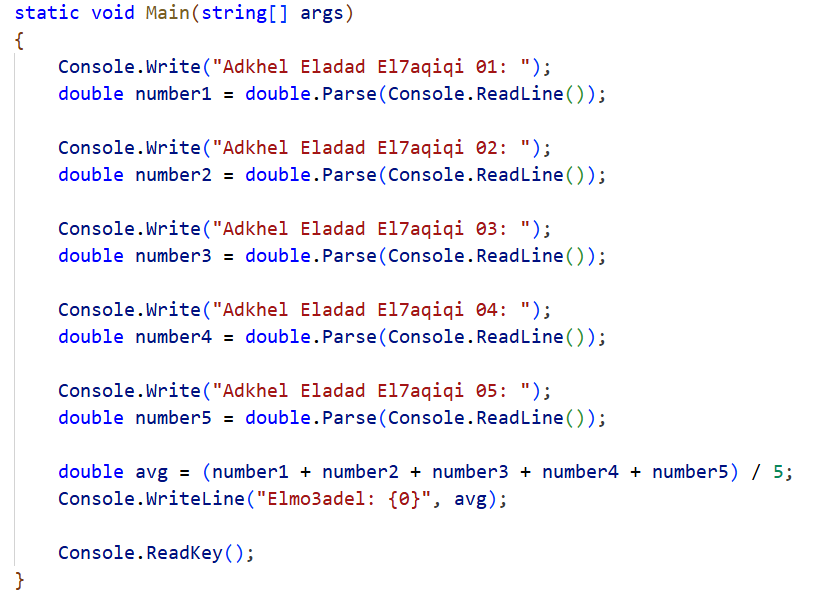 static void Main(string[] args)
{
    Console.Write("Adkhel Eladad El7aqiqi 01: ");
    double number1 = double.Parse(Console.ReadLine());

    Console.Write("Adkhel Eladad El7aqiqi 02: ");
    double number2 = double.Parse(Console.ReadLine());

    Console.Write("Adkhel Eladad El7aqiqi 03: ");
    double number3 = double.Parse(Console.ReadLine());

    Console.Write("Adkhel Eladad El7aqiqi 04: ");
    double number4 = double.Parse(Console.ReadLine());

    Console.Write("Adkhel Eladad El7aqiqi 05: ");
    double number5 = double.Parse(Console.ReadLine());

    double avg = (number1 + number2 + number3 + number4 + number5) / 5;
    Console.WriteLine("Elmo3adel: {0}", avg);

    Console.ReadKey();
}